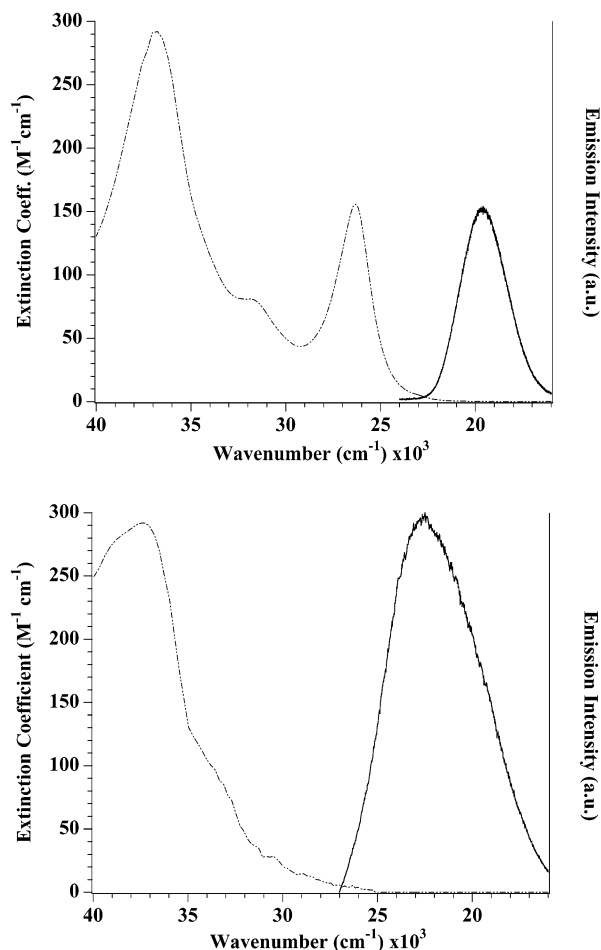 300
250
200
150
100
50
0
Extinction Coeff. (M⁻¹cm⁻¹)
Emission Intensity (a.u.)
40 35 30 25 20
Wavenumber (cm⁻¹) x10³
300
250
200
150
100
50
0
Extinction Coefficient (M⁻¹ cm⁻¹)
Emission Intensity (a.u.)
40 35 30 25 20
Wavenumber (cm⁻¹) x10³